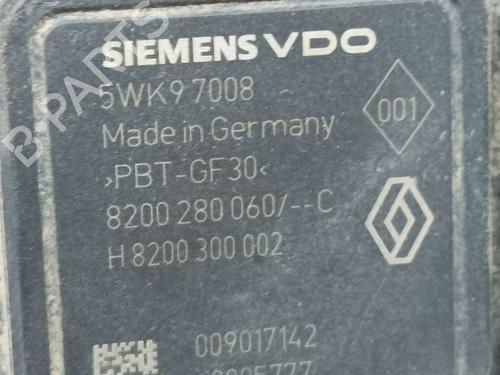 SIEMENS VDO
5WK9 7008
001
Made in Germany
>PBT-GF30<
8200 280 060/--C
H 8200 300 002
009017142
B PARTS